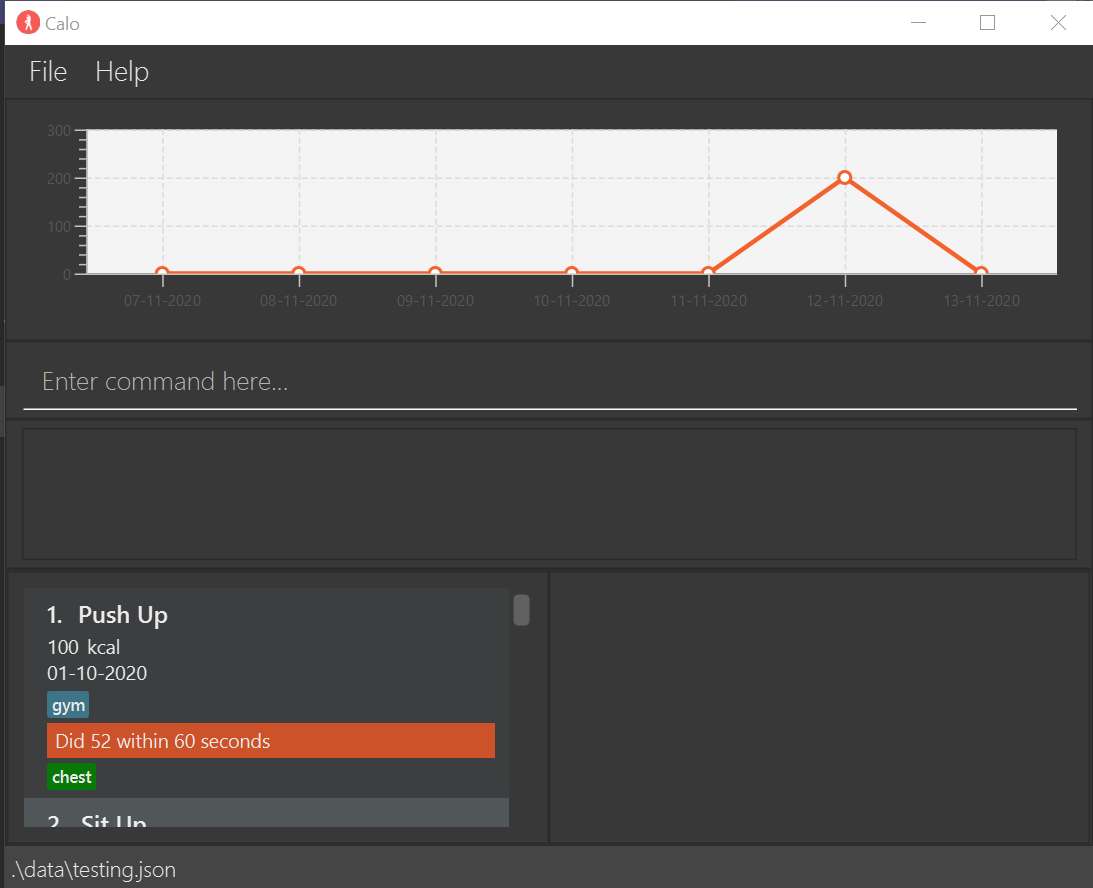 Calo
File Help
300
200
100
0
07-11-2020 08-11-2020 09-11-2020 10-11-2020 11-11-2020 12-11-2020 13-11-2020
Enter command here...
1. Push Up
100 kcal
01-10-2020
gym
Did 52 within 60 seconds
chest
2. Sit Up
.\data\testing.json